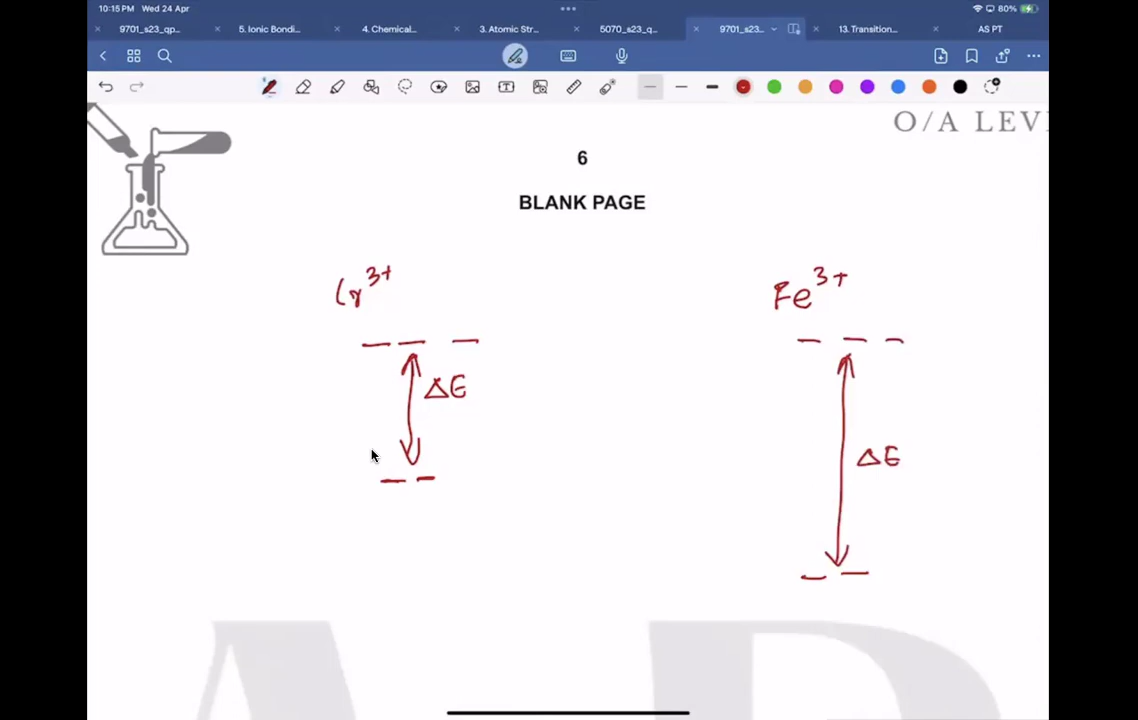 10:15 PM Wed 24 Apr
80%
9701_s23_qp...
5. Ionic Bondi...
4. Chemical...
3. Atomic Str...
5070_s23_q...
9701_s23...
13. Transition...
AS PT
O/A LEV
6
BLANK PAGE
Cr³⁺
Fe³⁺
ΔE
ΔE